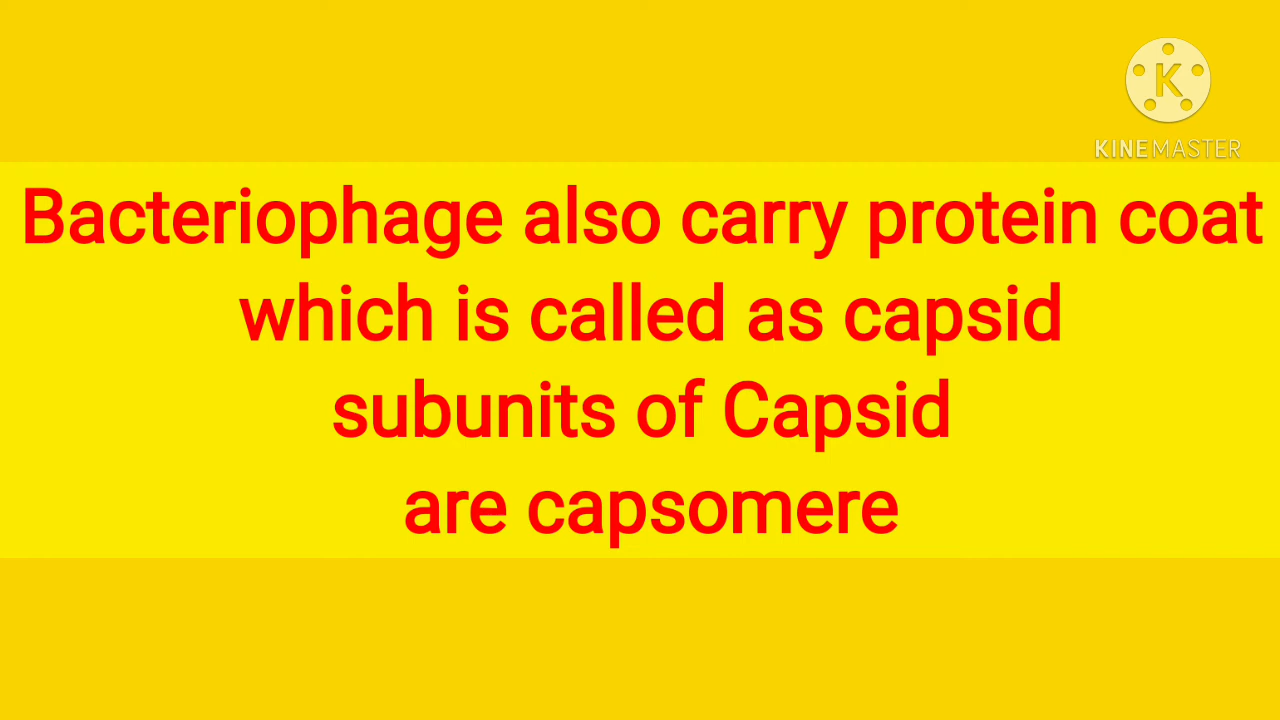 K
KINEMASTER
Bacteriophage also carry protein coat
which is called as capsid
subunits of Capsid
are capsomere